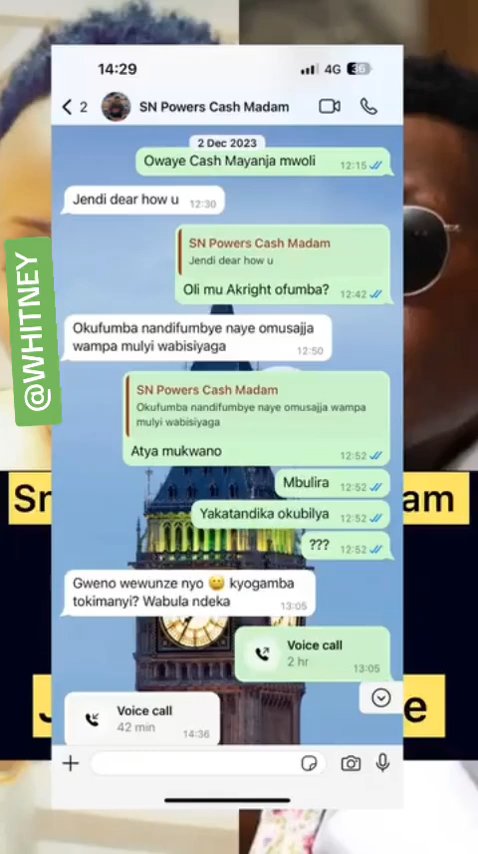 14:29
4G 36
2
SN Powers Cash Madam
2 Dec 2023
Owaye Cash Mayanja mwoli
12:15
Jendi dear how u
12:30
SN Powers Cash Madam
Jendi dear how u
Oli mu Akright ofumba?
12:42
@WHITNEY
Okufumba nandifumbye naye omusajja
wampa mulyi wabisiyaga
12:50
SN Powers Cash Madam
Okufumba nandifumbye naye omusajja wampa
mulyi wabisiyaga
Atya mukwano
12:52
Mbulira
12:52
Yakatandika okubilya
12:52
???
12:52
Gweno wewunze nyo 😀 kyogamba
tokimanyi? Wabula ndeka
13:05
Voice call
2 hr
13:05
Voice call
42 min
14:36